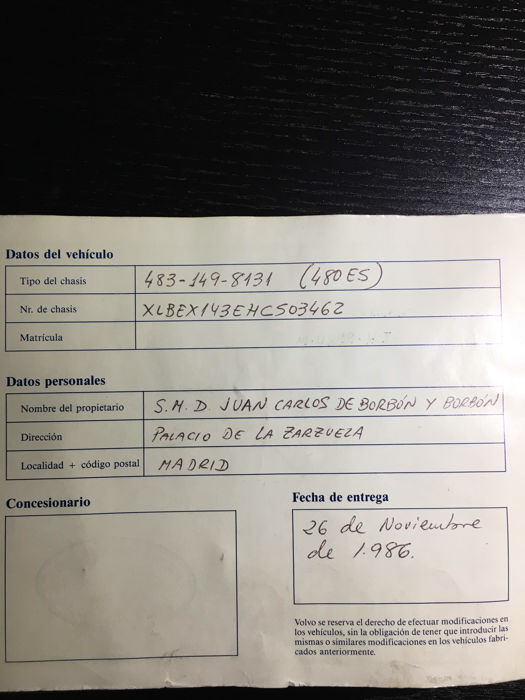 Datos del vehículo
Tipo del chasis 483-149-8131 (480ES)
Nr. de chasis XLBEX143EHC503462
Matrícula
Datos personales
Nombre del propietario S.M.D. JUAN CARLOS DE BORBÓN Y BORBÓN
Dirección PALACIO DE LA ZARZUELA
Localidad + código postal MADRID
Concesionario
Fecha de entrega
26 de Noviembre
de 1.986.
Volvo se reserva el derecho de efectuar modificaciones en
los vehículos, sin la obligación de tener que introducir las
mismas o similares modificaciones en los vehículos fabri-
cados anteriormente.